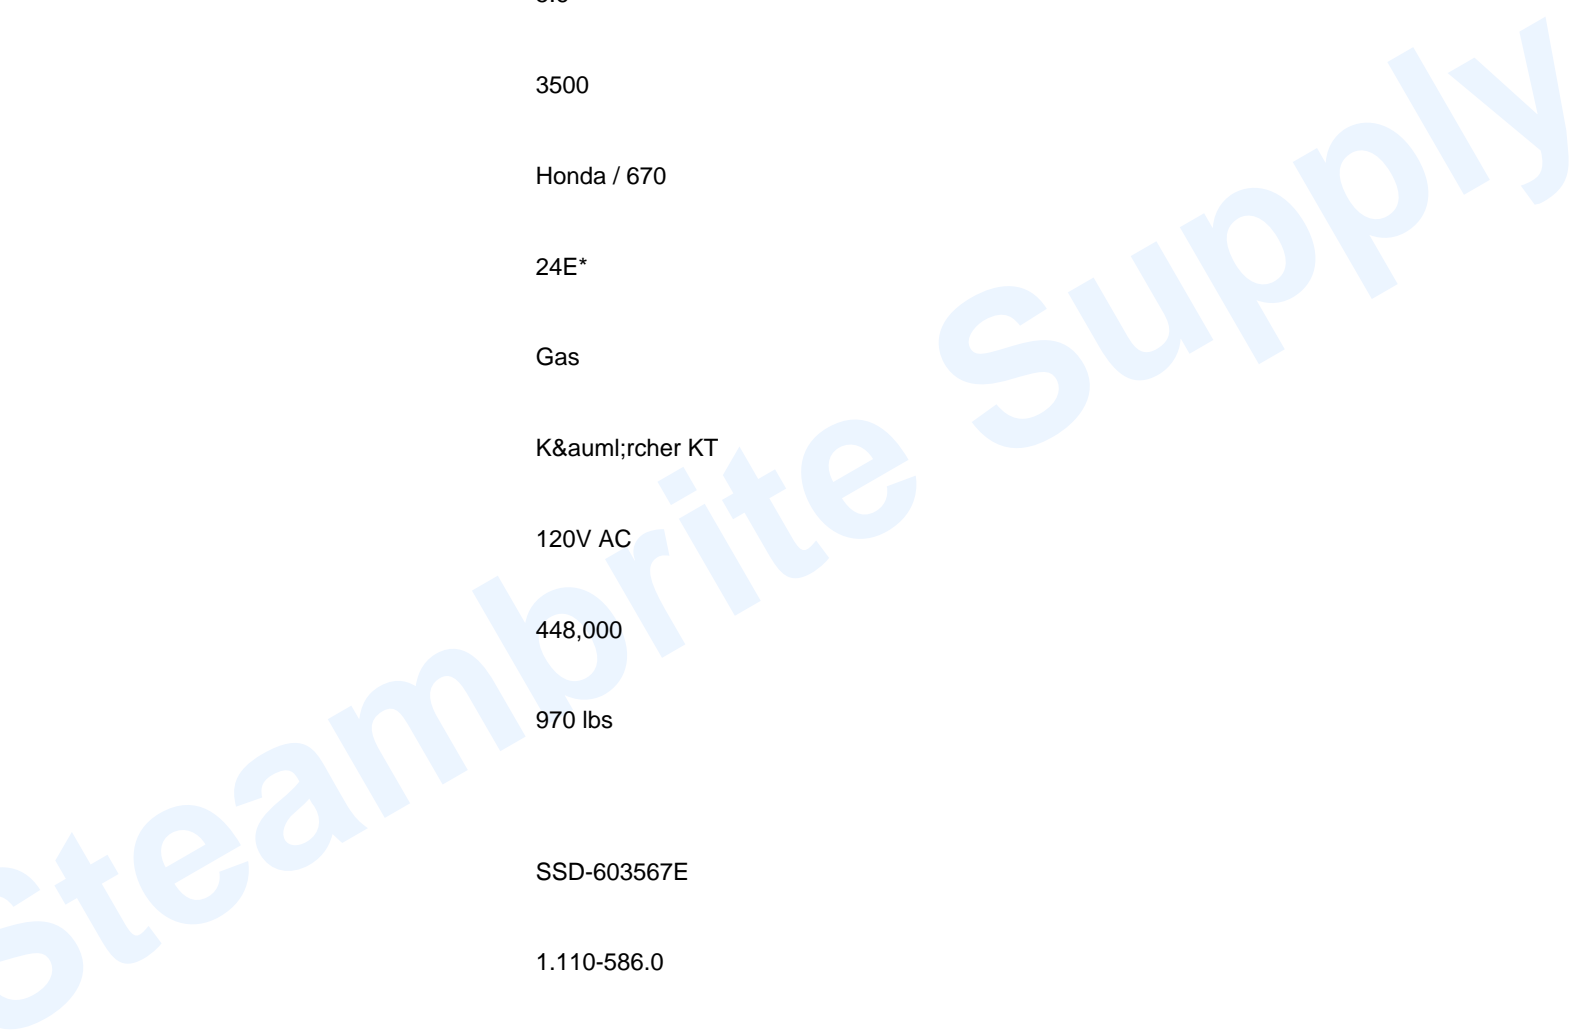 3500
Honda / 670
24E*
Gas
K&auml;rcher KT
120V AC
448,000
970 lbs
SSD-603567E
1.110-586.0
Steambrite Supply